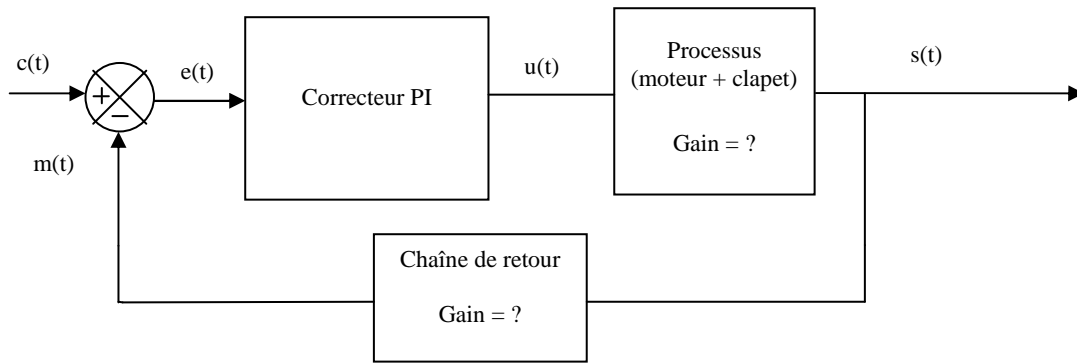 c(t)
e(t)
Correcteur PI
u(t)
Processus
(moteur + clapet)
Gain = ?
s(t)
+
−
m(t)
Chaîne de retour
Gain = ?